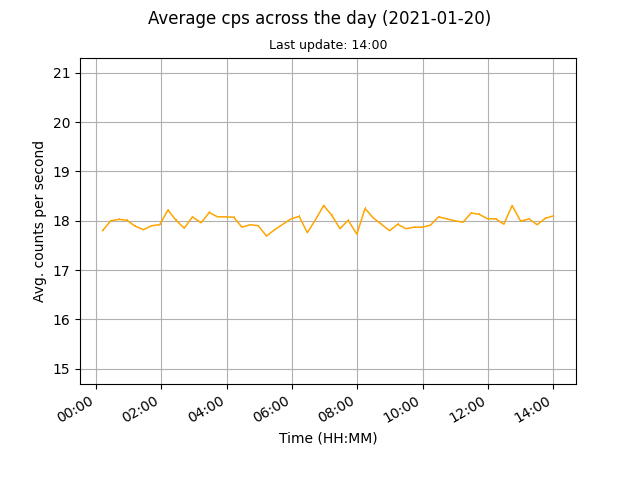 Average cps across the day (2021-01-20)
Last update: 14:00
21
20
19
18
17
16
15
Avg. counts per second
00:00 02:00 04:00 06:00 08:00 10:00 12:00 14:00
Time (HH:MM)